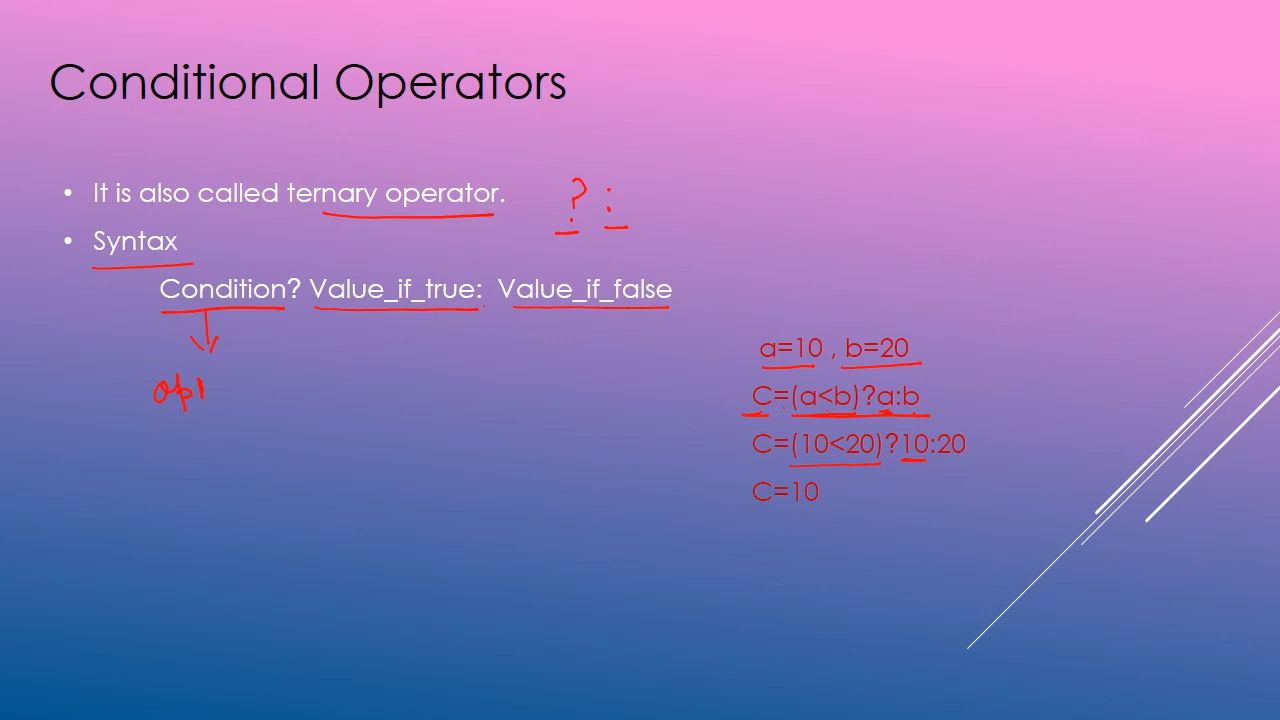 Conditional Operators
• It is also called ternary operator.
? :
• Syntax
Condition? Value_if_true: Value_if_false
op1
a=10 , b=20
C=(a<b)?a:b
C=(10<20)?10:20
C=10